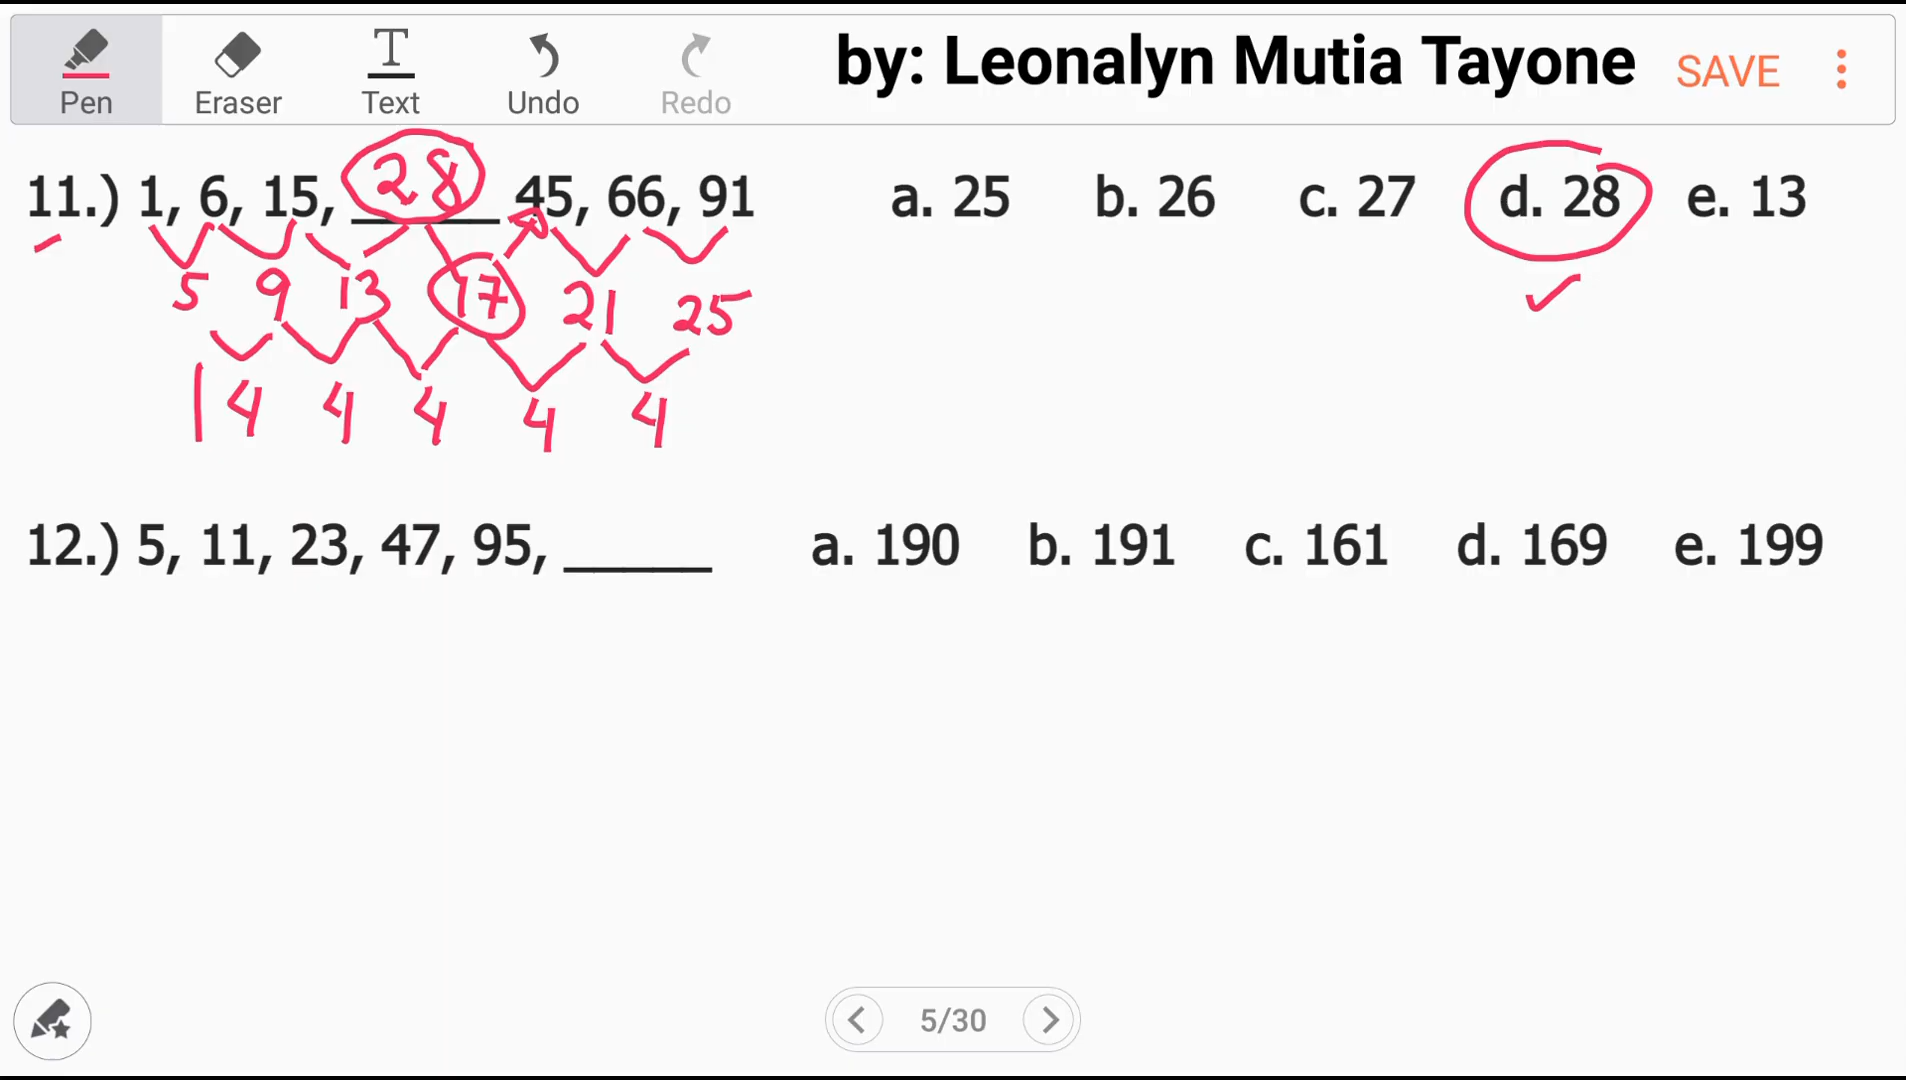 Pen Eraser Text Undo Redo by: Leonalyn Mutia Tayone SAVE
11.) 1, 6, 15, 28 45, 66, 91 a. 25 b. 26 c. 27 d. 28 e. 13
5 9 13 17 21 25
4 4 4 4 4
12.) 5, 11, 23, 47, 95, ____ a. 190 b. 191 c. 161 d. 169 e. 199
5/30